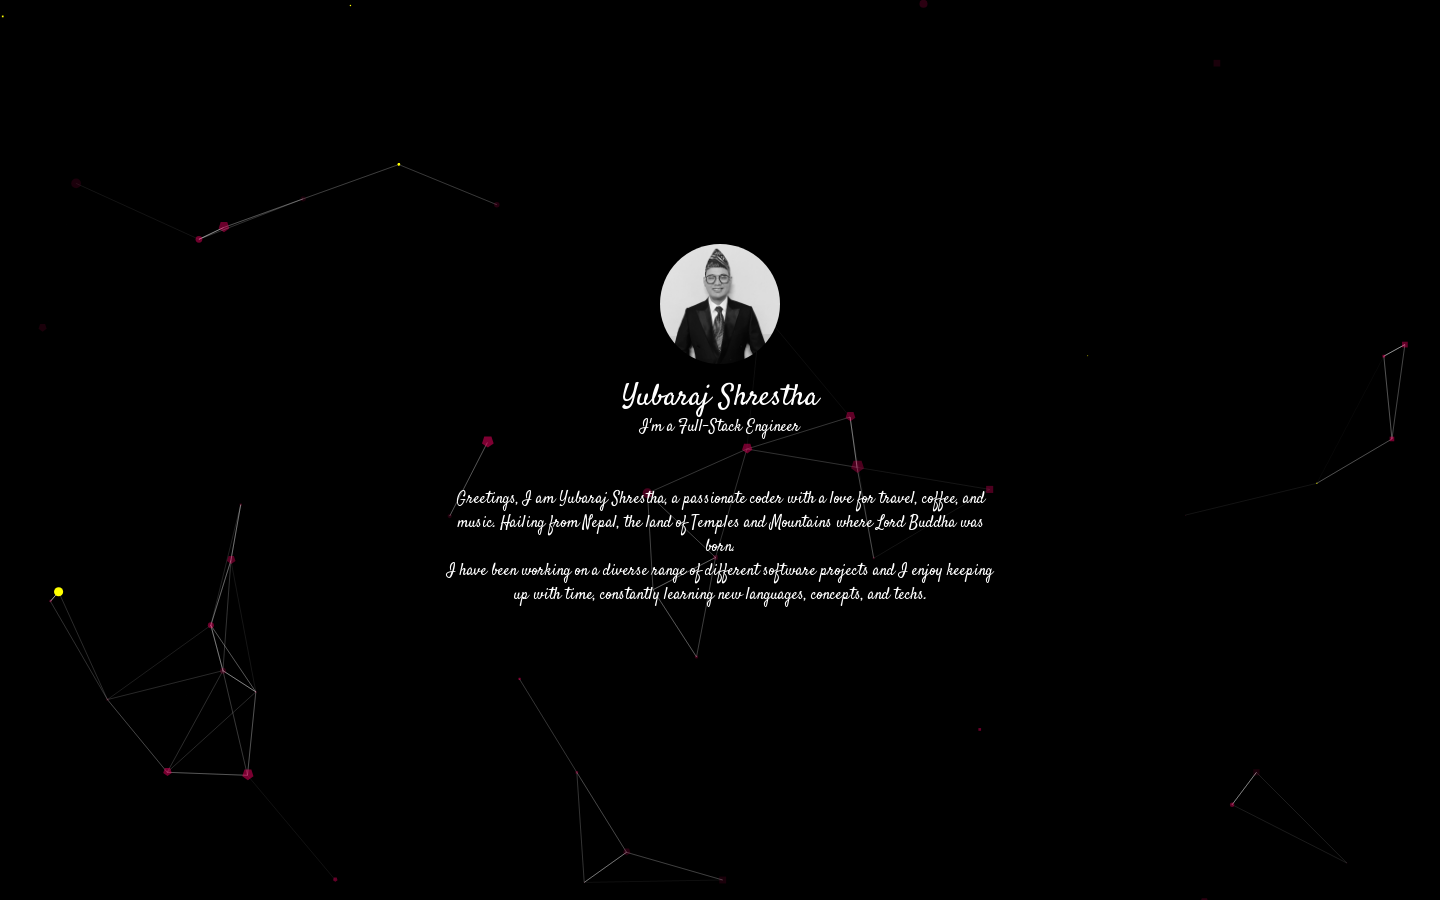 Yubaraj Shrestha
I'm a Full-Stack Engineer
Greetings, I am Yubaraj Shrestha, a passionate coder with a love for travel, coffee, and
music. Hailing from Nepal, the land of Temples and Mountains where Lord Buddha was
born.
I have been working on a diverse range of different software projects and I enjoy keeping
up with time, constantly learning new languages, concepts, and techs.